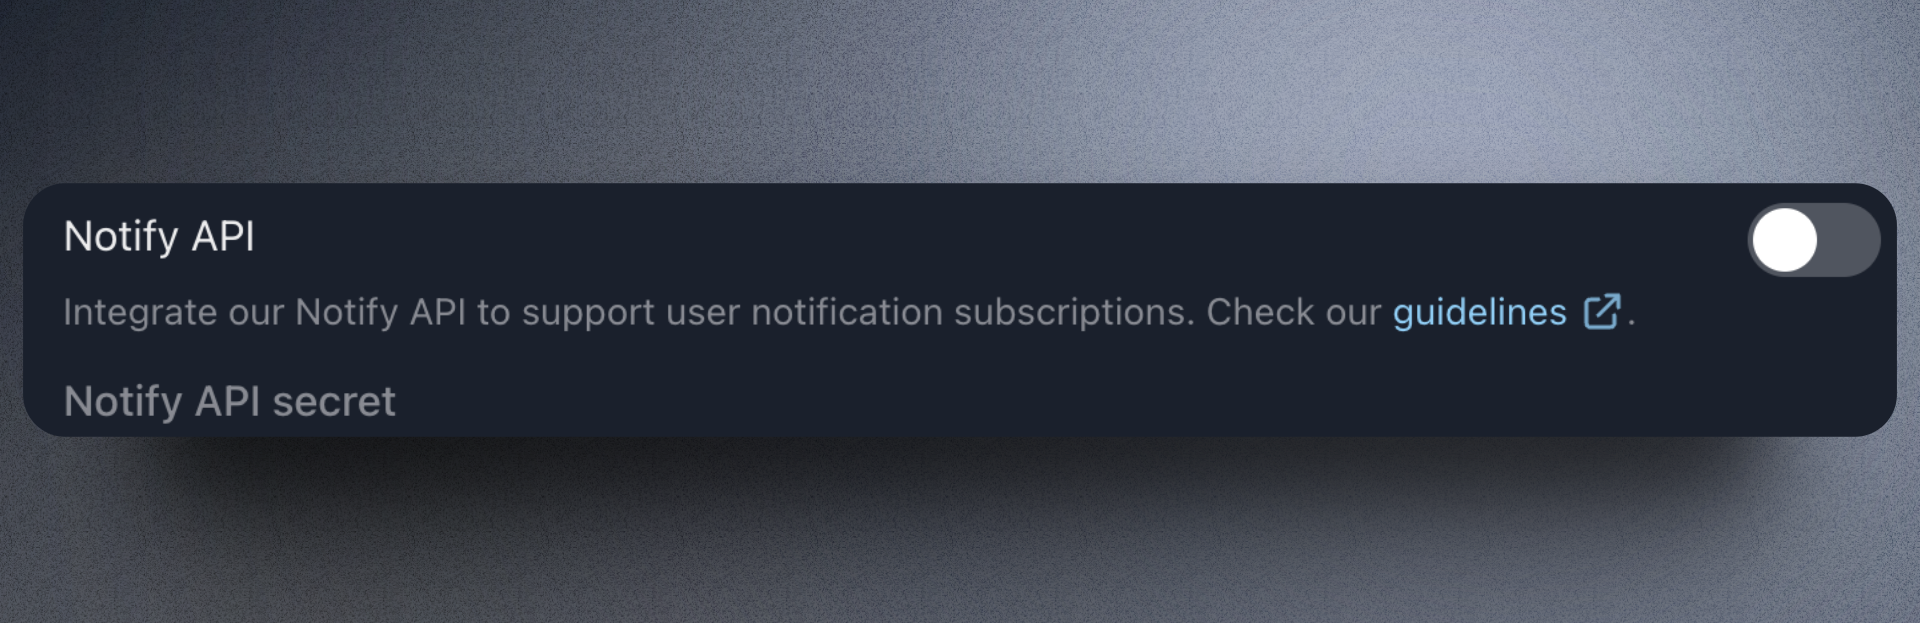 Notify API
Integrate our Notify API to support user notification subscriptions. Check our guidelines .
Notify API secret